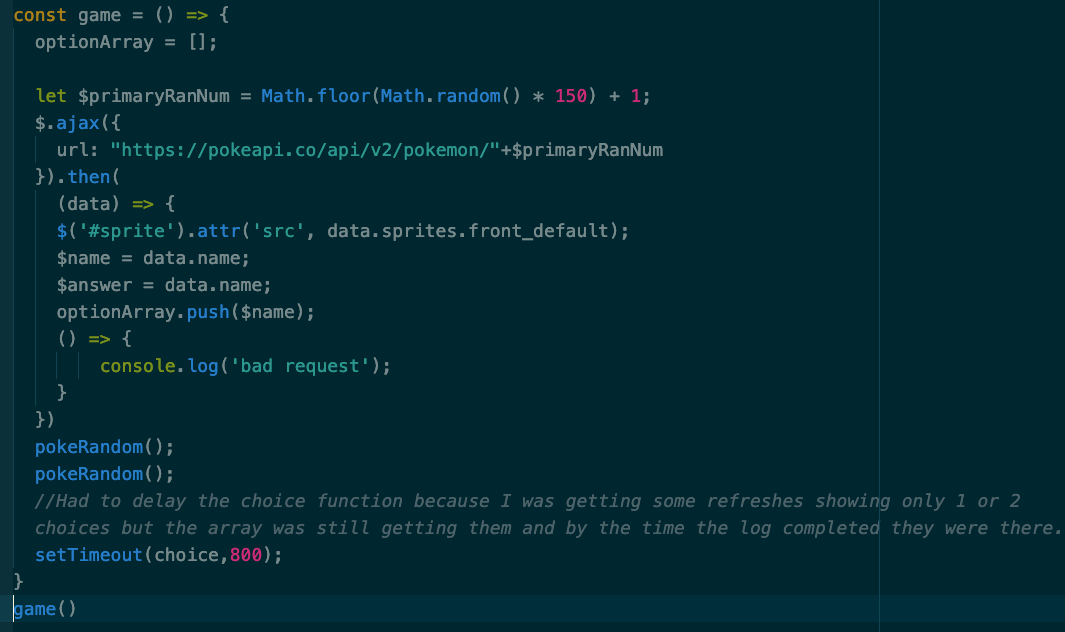 const game = () => {
  optionArray = [];

  let $primaryRanNum = Math.floor(Math.random() * 150) + 1;
  $.ajax({
    url: "https://pokeapi.co/api/v2/pokemon/"+$primaryRanNum
  }).then(
    (data) => {
    $('#sprite').attr('src', data.sprites.front_default);
    $name = data.name;
    $answer = data.name;
    optionArray.push($name);
    () => {
        console.log('bad request');
    }
  })
  pokeRandom();
  pokeRandom();
  //Had to delay the choice function because I was getting some refreshes showing only 1 or 2
  choices but the array was still getting them and by the time the log completed they were there.
  setTimeout(choice,800);
}
game()